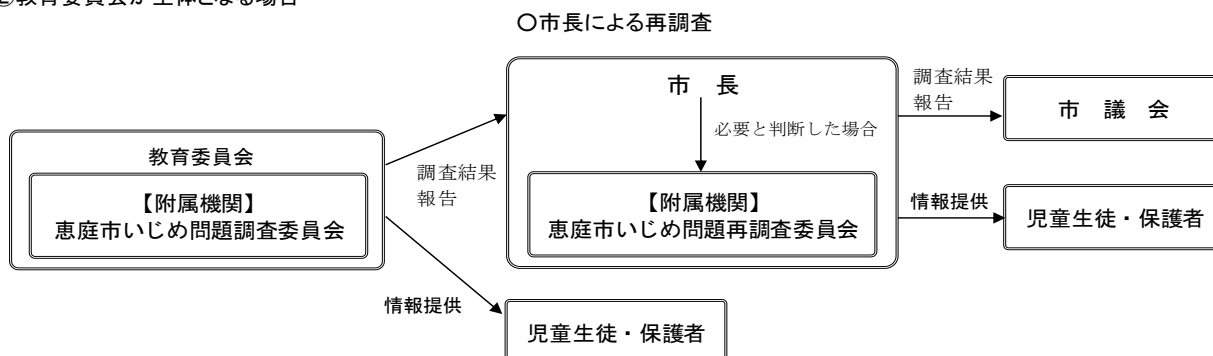 ②教育委員会が主体となる場合
〇市長による再調査
教育委員会
【附属機関】
恵庭市いじめ問題調査委員会
調査結果
報告
情報提供
児童生徒・保護者
市 長
必要と判断した場合
【附属機関】
恵庭市いじめ問題再調査委員会
調査結果
報告
市 議 会
情報提供
児童生徒・保護者